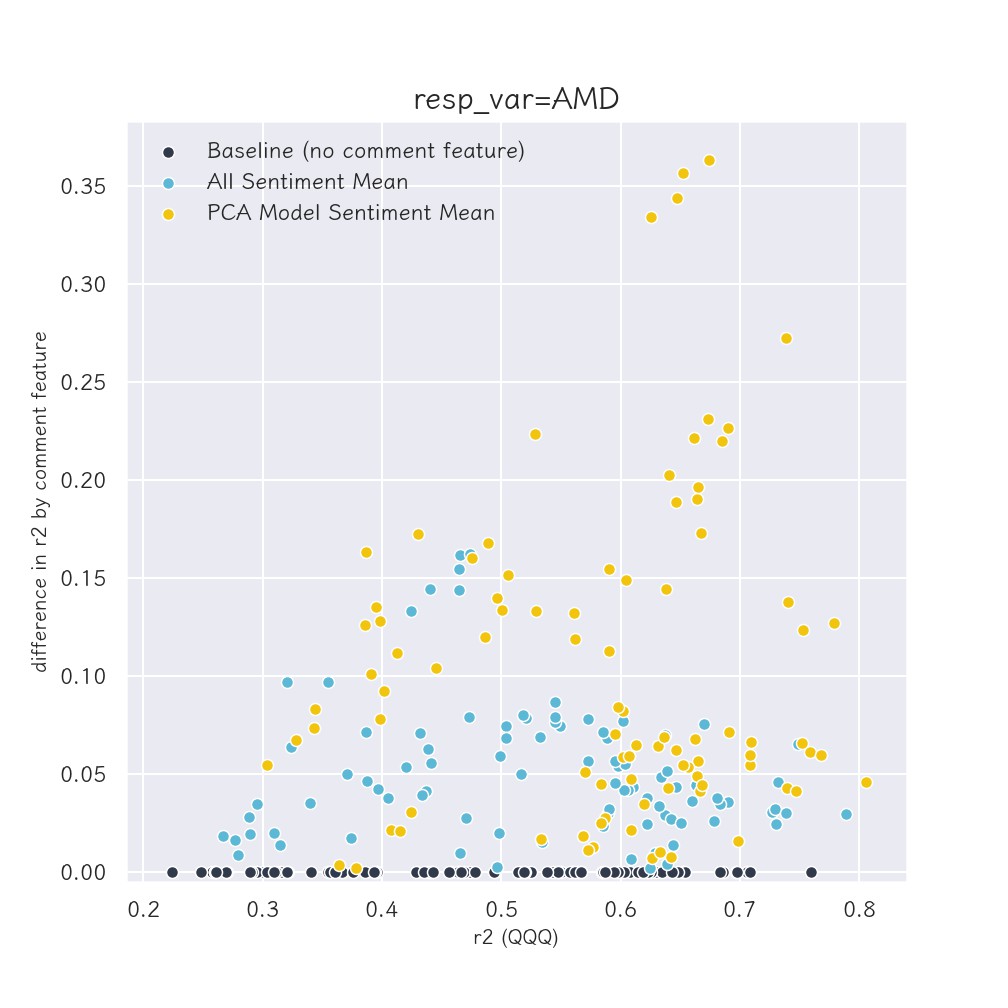 resp_var=AMD
Baseline (no comment feature)
All Sentiment Mean
PCA Model Sentiment Mean
0.35
0.30
0.25
0.20
0.15
0.10
0.05
0.00
difference in r2 by comment feature
0.2 0.3 0.4 0.5 0.6 0.7 0.8
r2 (QQQ)